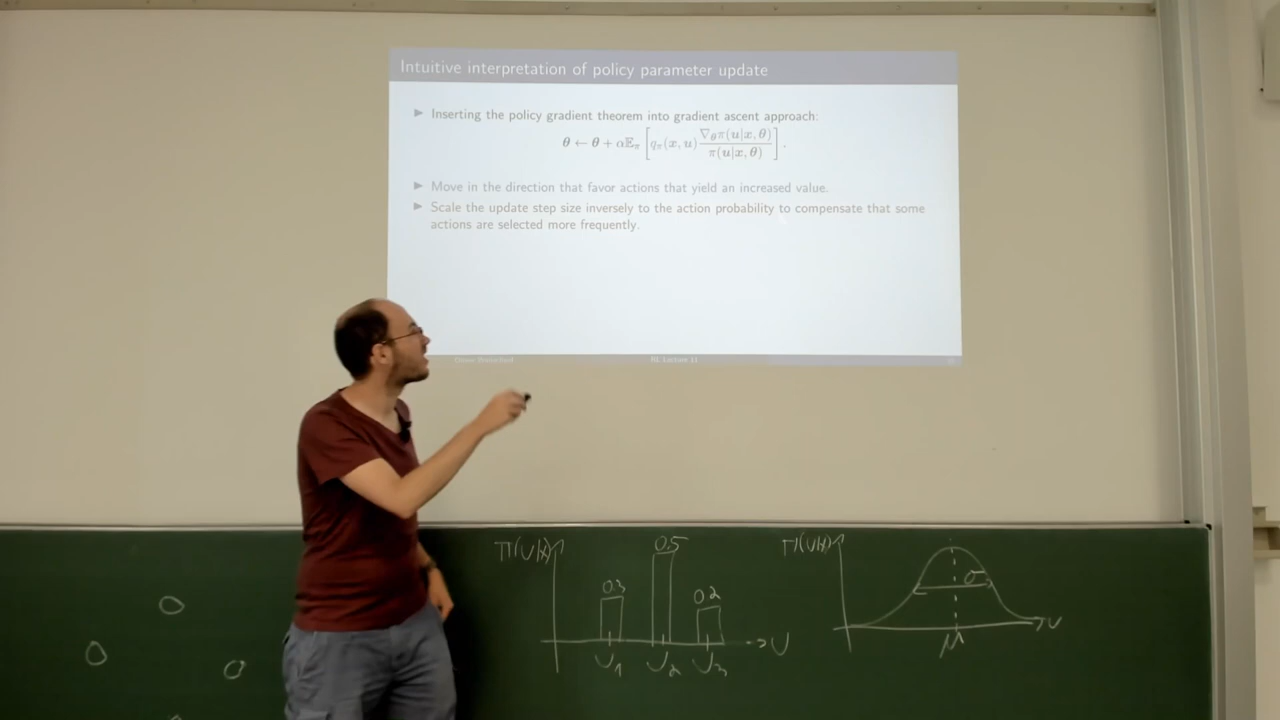 Intuitive interpretation of policy parameter update
▶ Inserting the policy gradient theorem into gradient ascent approach:
θ ← θ + α𝔼_π [ q_π(x, u) ∇_θπ(u|x, θ) / π(u|x, θ) ] .
▶ Move in the direction that favor actions that yield an increased value.
▶ Scale the update step size inversely to the action probability to compensate that some
actions are selected more frequently.
RL Lecture 11
π(U|x)
0.3
0.5
0.2
U
U1 U2 U3
π(U|x)
σ
U
μ